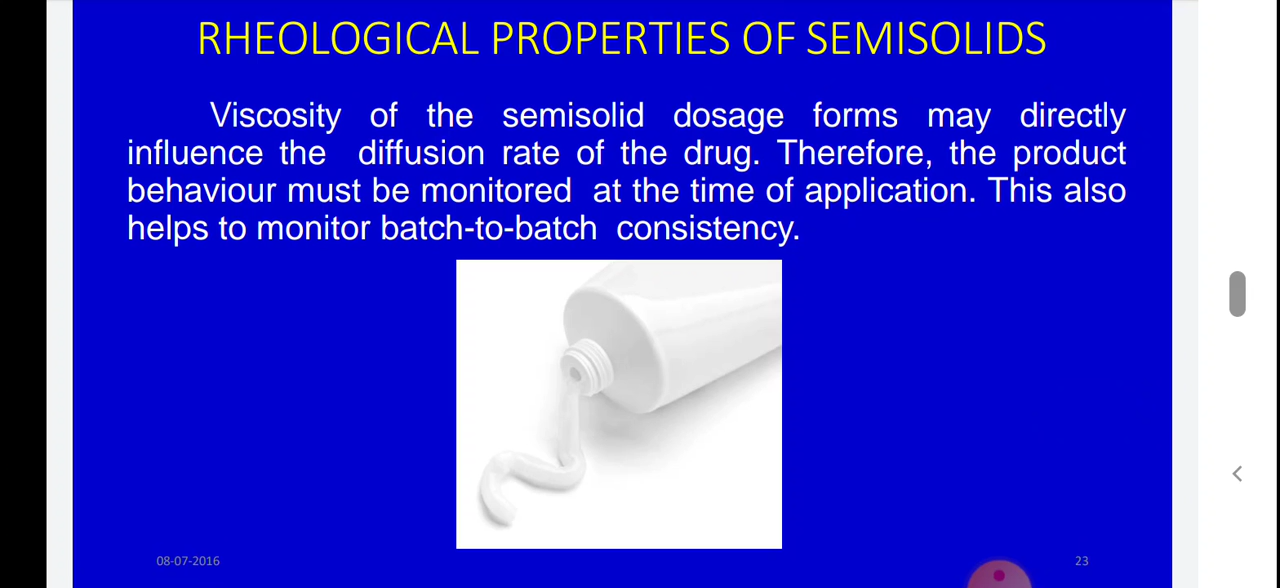 RHEOLOGICAL PROPERTIES OF SEMISOLIDS
Viscosity of the semisolid dosage forms may directly
influence the diffusion rate of the drug. Therefore, the product
behaviour must be monitored at the time of application. This also
helps to monitor batch-to-batch consistency.
08-07-2016
23